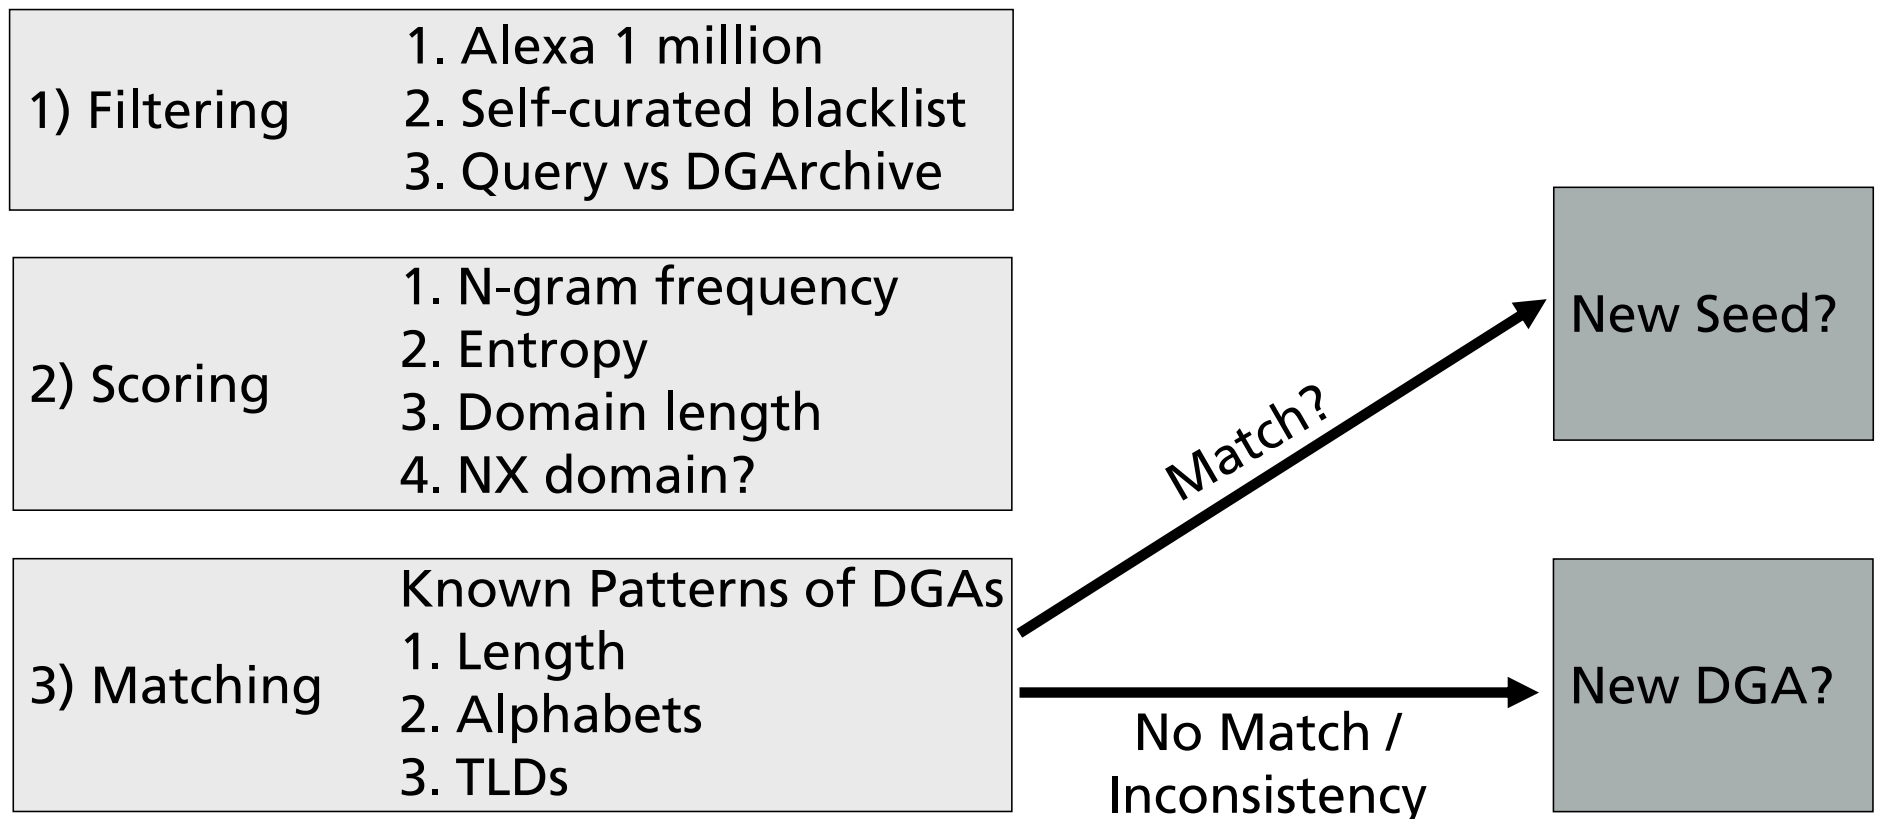 1) Filtering
1. Alexa 1 million
2. Self-curated blacklist
3. Query vs DGArchive
2) Scoring
1. N-gram frequency
2. Entropy
3. Domain length
4. NX domain?
3) Matching
Known Patterns of DGAs
1. Length
2. Alphabets
3. TLDs
Match?
New Seed?
No Match /
Inconsistency
New DGA?